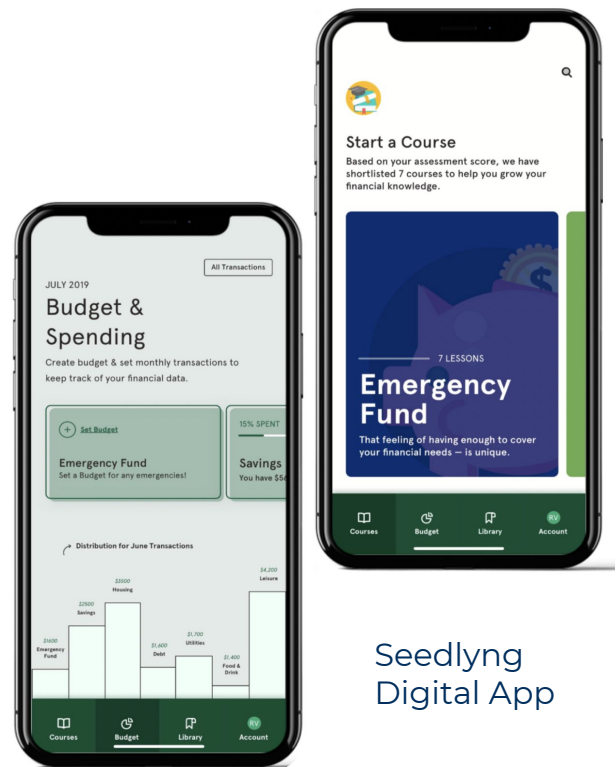 Start a Course
Based on your assessment score, we have
shortlisted 7 courses to help you grow your
financial knowledge.
7 LESSONS
Emergency
Fund
That feeling of having enough to cover
your financial needs — is unique.
Courses
Budget
Library
RV
Account
All Transactions
JULY 2019
Budget &
Spending
Create budget & set monthly transactions to
keep track of your financial data.
Set Budget
Emergency Fund
Set a Budget for any emergencies!
15% SPENT
Savings
You have
Distribution for June Transactions
$1600
Emergency
Fund
$2500
Savings
$3500
Housing
$1,600
Debt
$1,700
Utilities
$1,400
Food &
Drink
$4,200
Leisure
Courses
Budget
Library
RV
Account
Seedlyng
Digital App